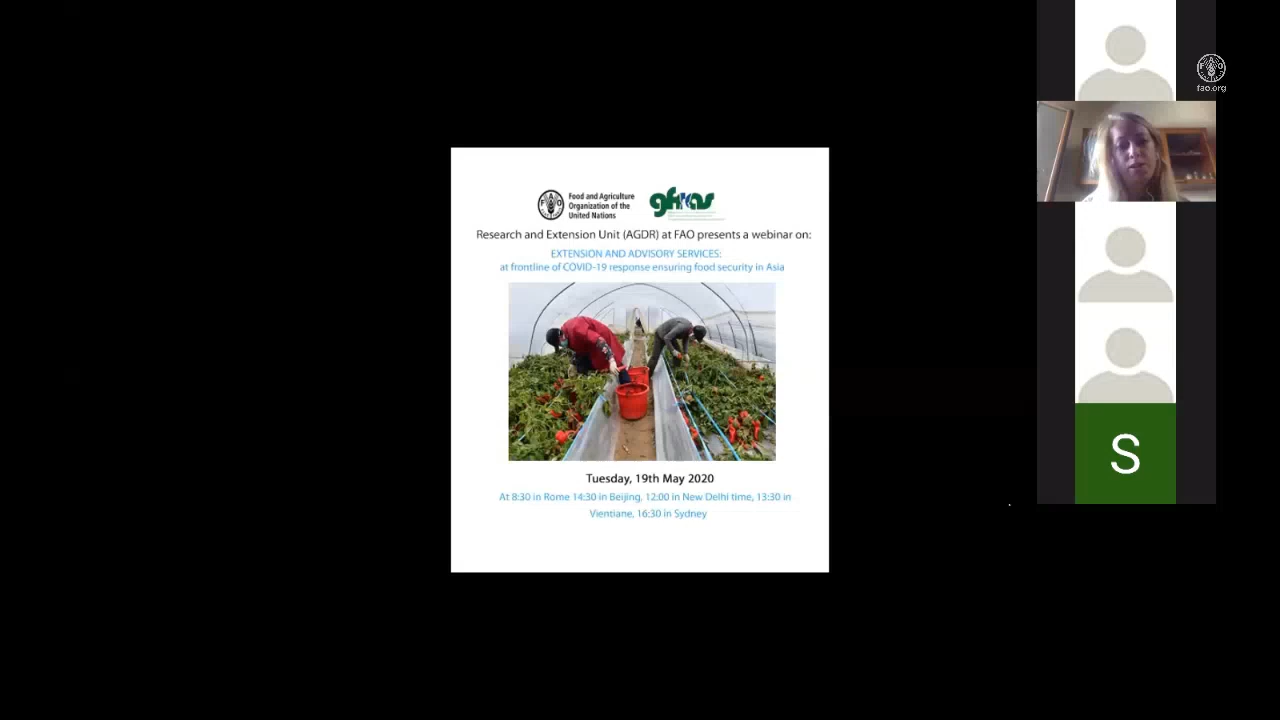 fao.org
Food and Agriculture
Organization of the
United Nations
gfras
Research and Extension Unit (AGDR) at FAO presents a webinar on:
EXTENSION AND ADVISORY SERVICES:
at frontline of COVID-19 response ensuring food security in Asia
Tuesday, 19th May 2020
At 8:30 in Rome 14:30 in Beijing, 12:00 in New Delhi time, 13:30 in
Vientiane, 16:30 in Sydney
S